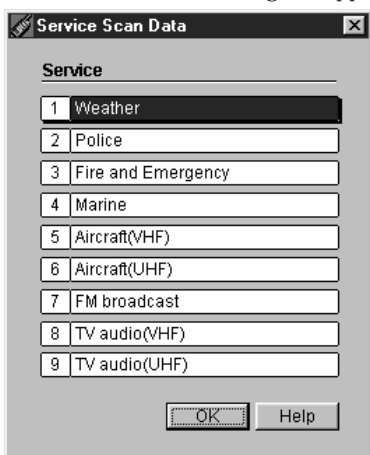 Service Scan Data
Service
1 Weather
2 Police
3 Fire and Emergency
4 Marine
5 Aircraft(VHF)
6 Aircraft(UHF)
7 FM broadcast
8 TV audio(VHF)
9 TV audio(UHF)
OK Help